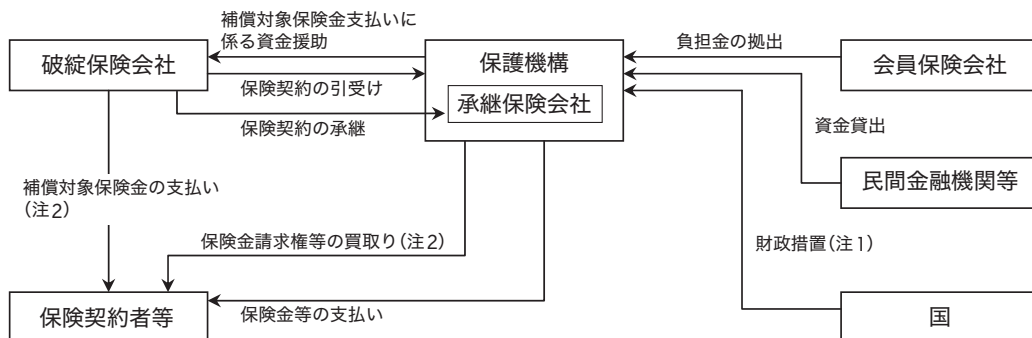 補償対象保険金支払いに
係る資金援助
破綻保険会社
保険契約の引受け
保険契約の承継
保護機構
承継保険会社
負担金の拠出
会員保険会社
資金貸出
民間金融機関等
補償対象保険金の支払い
(注2)
保険金請求権等の買取り(注2)
財政措置(注1)
保険契約者等
保険金等の支払い
国